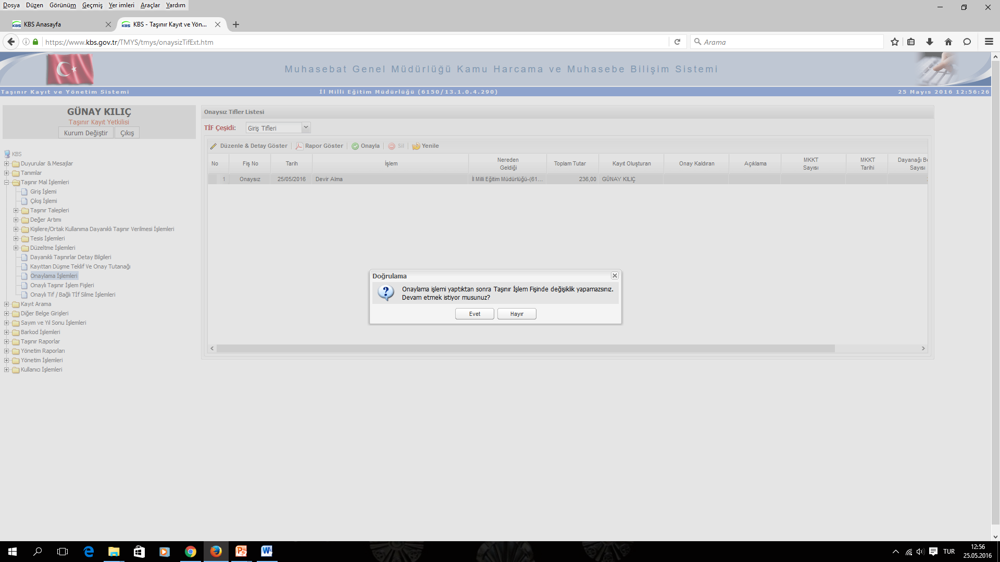 Dosya Düzen Görünüm Geçmiş Yer imleri Araçlar Yardım
KBS Anasayfa
KBS - Taşınır Kayıt ve Yön...
https://www.kbs.gov.tr/TMYS/tmys/onaysizTifExt.htm
Arama
Muhasebat Genel Müdürlüğü Kamu Harcama ve Muhasebe Bilişim Sistemi
Taşınır Kayıt ve Yönetim Sistemi
İl Milli Eğitim Müdürlüğü (6150/13.1.0.4.290)
25 Mayıs 2016 12:56:26
GÜNAY KILIÇ
Taşınır Kayıt Yetkilisi
Kurum Değiştir Çıkış
KBS
Duyurular & Mesajlar
Tanımlar
Taşınır Mal İşlemleri
Giriş İşlemi
Çıkış İşlemi
Taşınır Talepleri
Değer Artımı
Kişilere/Ortak Kullanıma Dayanıklı Taşınır Verilmesi İşlemleri
Tesis İşlemleri
Düzeltme İşlemleri
Dayanıklı Taşınırlar Detay Bilgileri
Kayıttan Düşme Teklif Ve Onay Tutanağı
Onaylama İşlemleri
Onaylı Taşınır İşlem Fişleri
Onaylı Tif / Bağlı Tif Silme İşlemleri
Kayıt Arama
Diğer Belge Girişleri
Sayım ve Yıl Sonu İşlemleri
Barkod İşlemleri
Taşınır Raporlar
Yönetim Raporları
Yönetim İşlemleri
Kullanıcı İşlemleri
Onaysız Tifler Listesi
TİF Çeşidi: Giriş Tifleri
Düzenle & Detay Göster Rapor Göster Onayla Sil Yenile
No Fiş No Tarih İşlem Nereden Geldiği Toplam Tutar Kayıt Oluşturan Onay Kaldıran Açıklama MKKT Sayısı MKKT Tarihi Dayanağı Be Sayısı
1 Onaysız 25/05/2016 Devir Alma İl Milli Eğitim Müdürlüğü-(61... 236,00 GÜNAY KILIÇ
Doğrulama
Onaylama işlemi yaptıktan sonra Taşınır İşlem Fişinde değişiklik yapamazsınız.
Devam etmek istiyor musunuz?
Evet Hayır
TUR
12:56
25.05.2016